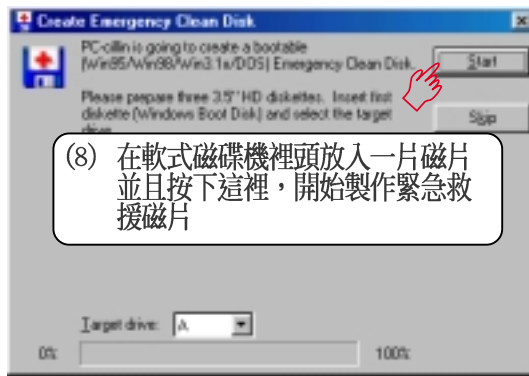 Create Emergency Clean Disk
PC-cillin is going to create a bootable
(Win95/Win98/Win3.1x/DOS) Emergency Clean Disk.
Start
Please prepare three 3.5" HD diskettes. Insert first
diskette (Windows Boot Disk) and select the target
drive
Skip
(8) 在軟式磁碟機裡頭放入一片磁片
並且按下這裡，開始製作緊急救
援磁片
Target drive: A
0% 100%